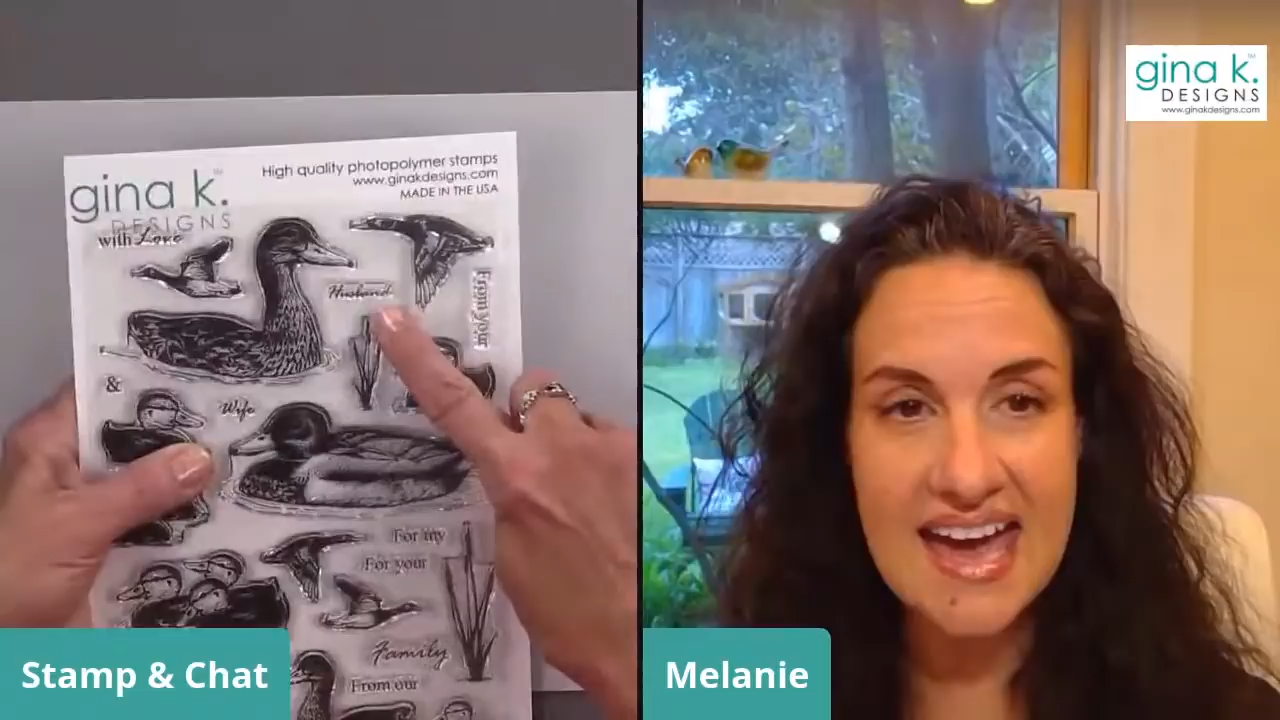 gina k.
DESIGNS
High quality photopolymer stamps
www.ginakdesigns.com
MADE IN THE USA
with Love
Husband
From your
&
Wife
For my
For your
Family
From our
Stamp & Chat
Melanie
gina k.
DESIGNS
www.ginakdesigns.com